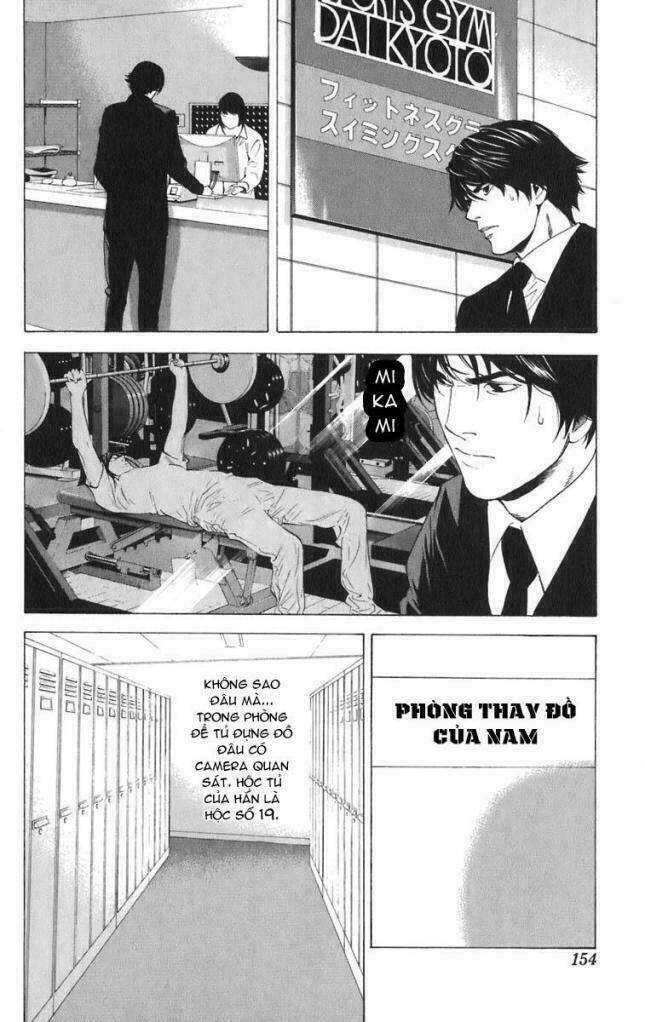 SPORTS GYM
DAI KYOTO
フィットネスクラ
スイミングスク
MI
KA
MI
KHÔNG SAO
ĐÂU MÀ...
TRONG PHÒNG
ĐỂ TỦ ĐỰNG ĐỒ
ĐÂU CÓ
CAMERA QUAN
SÁT. HỘC TỦ
CỦA HẮN LÀ
HỘC SỐ 19.
PHÒNG THAY ĐỒ
CỦA NAM
154